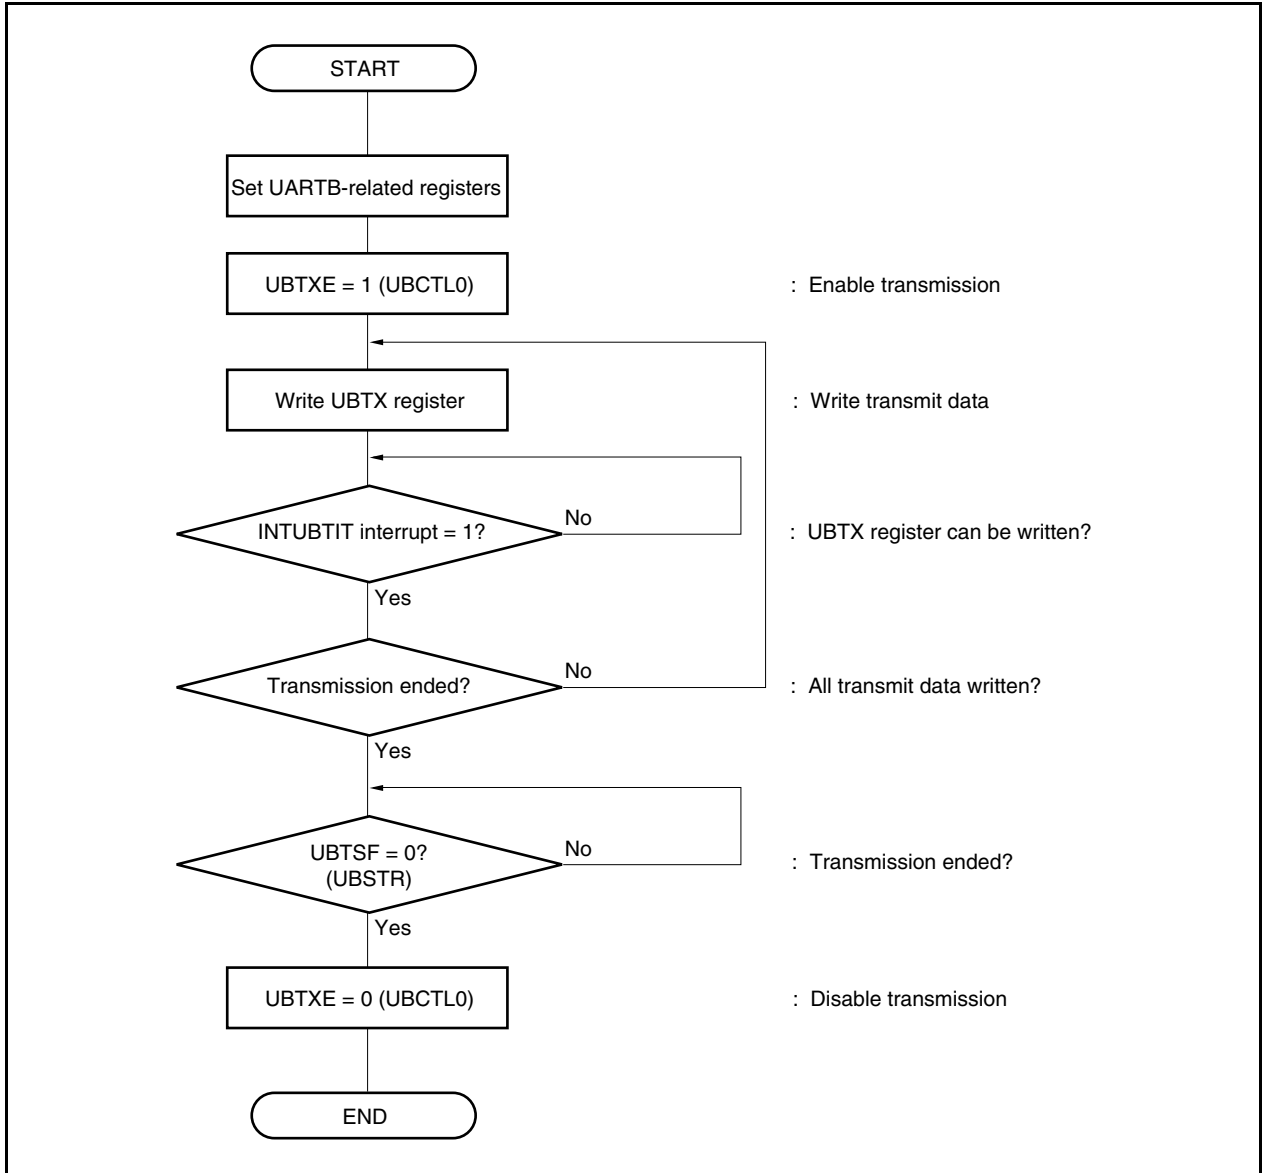 START
Set UARTB-related registers
UBTXE = 1 (UBCTL0)
: Enable transmission
Write UBTX register
: Write transmit data
INTUBTIT interrupt = 1?
No
: UBTX register can be written?
Yes
Transmission ended?
No
: All transmit data written?
Yes
UBTSF = 0?
(UBSTR)
No
: Transmission ended?
Yes
UBTXE = 0 (UBCTL0)
: Disable transmission
END